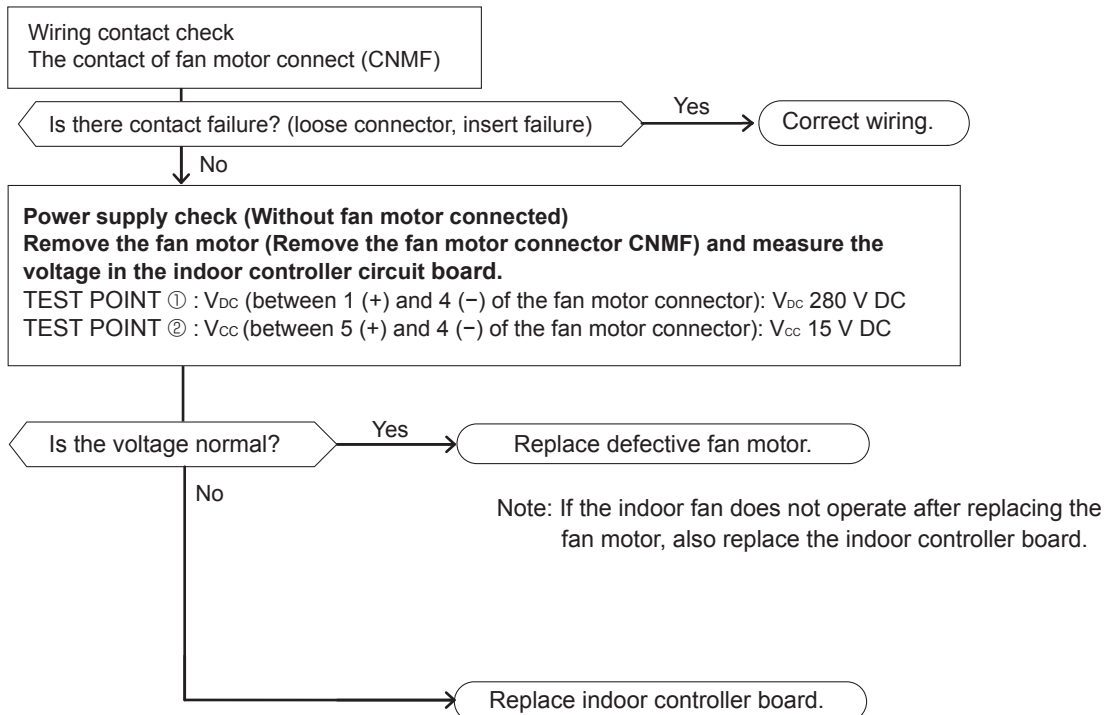 Wiring contact check
The contact of fan motor connect (CNMF)
Is there contact failure? (loose connector, insert failure)
Yes
Correct wiring.
No
Power supply check (Without fan motor connected)
Remove the fan motor (Remove the fan motor connector CNMF) and measure the
voltage in the indoor controller circuit board.
TEST POINT ① : VDC (between 1 (+) and 4 (−) of the fan motor connector): VDC 280 V DC
TEST POINT ② : VCC (between 5 (+) and 4 (−) of the fan motor connector): Vcc 15 V DC
Is the voltage normal?
Yes
Replace defective fan motor.
No
Note: If the indoor fan does not operate after replacing the
fan motor, also replace the indoor controller board.
Replace indoor controller board.